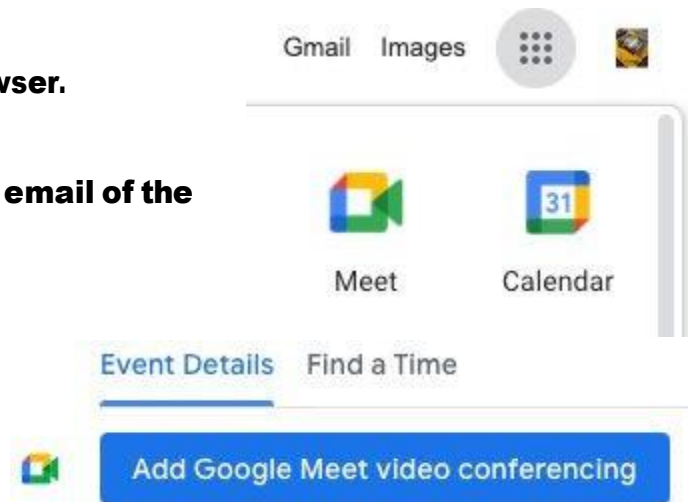 Gmail Images
wser.
email of the
31
Meet Calendar
Event Details Find a Time
Add Google Meet video conferencing